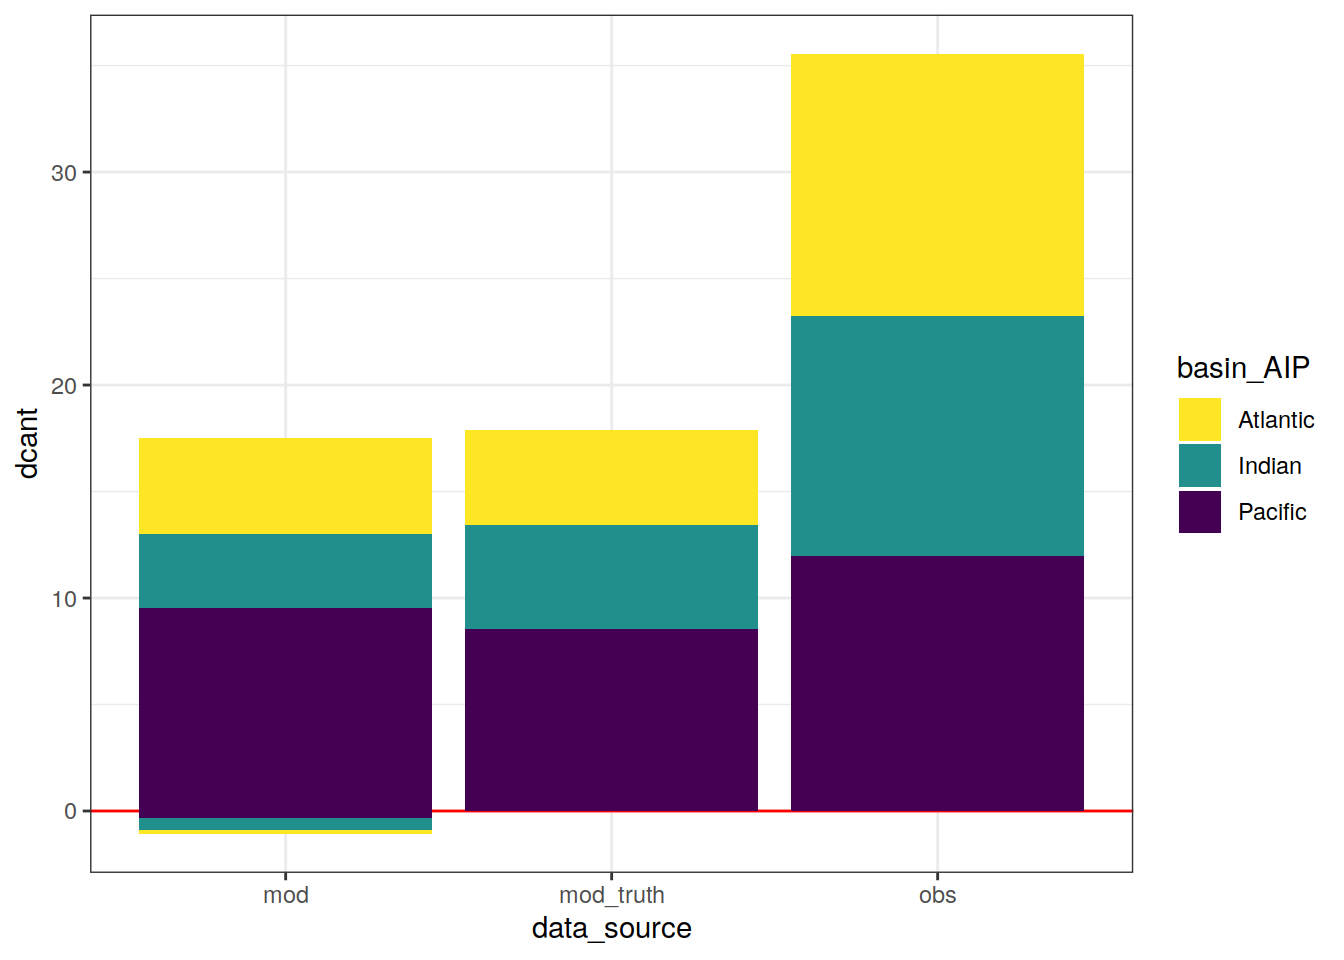 dcant
30
20
10
0
mod
mod_truth
obs
data_source
basin_AIP
Atlantic
Indian
Pacific